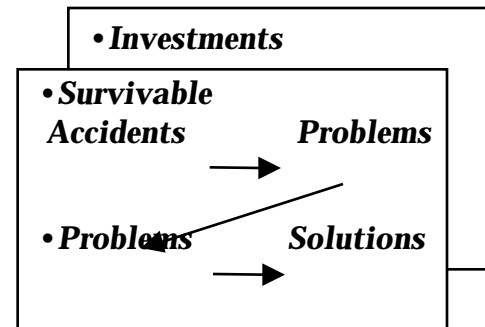 •Investments
•Survivable
Accidents Problems
•Problems Solutions